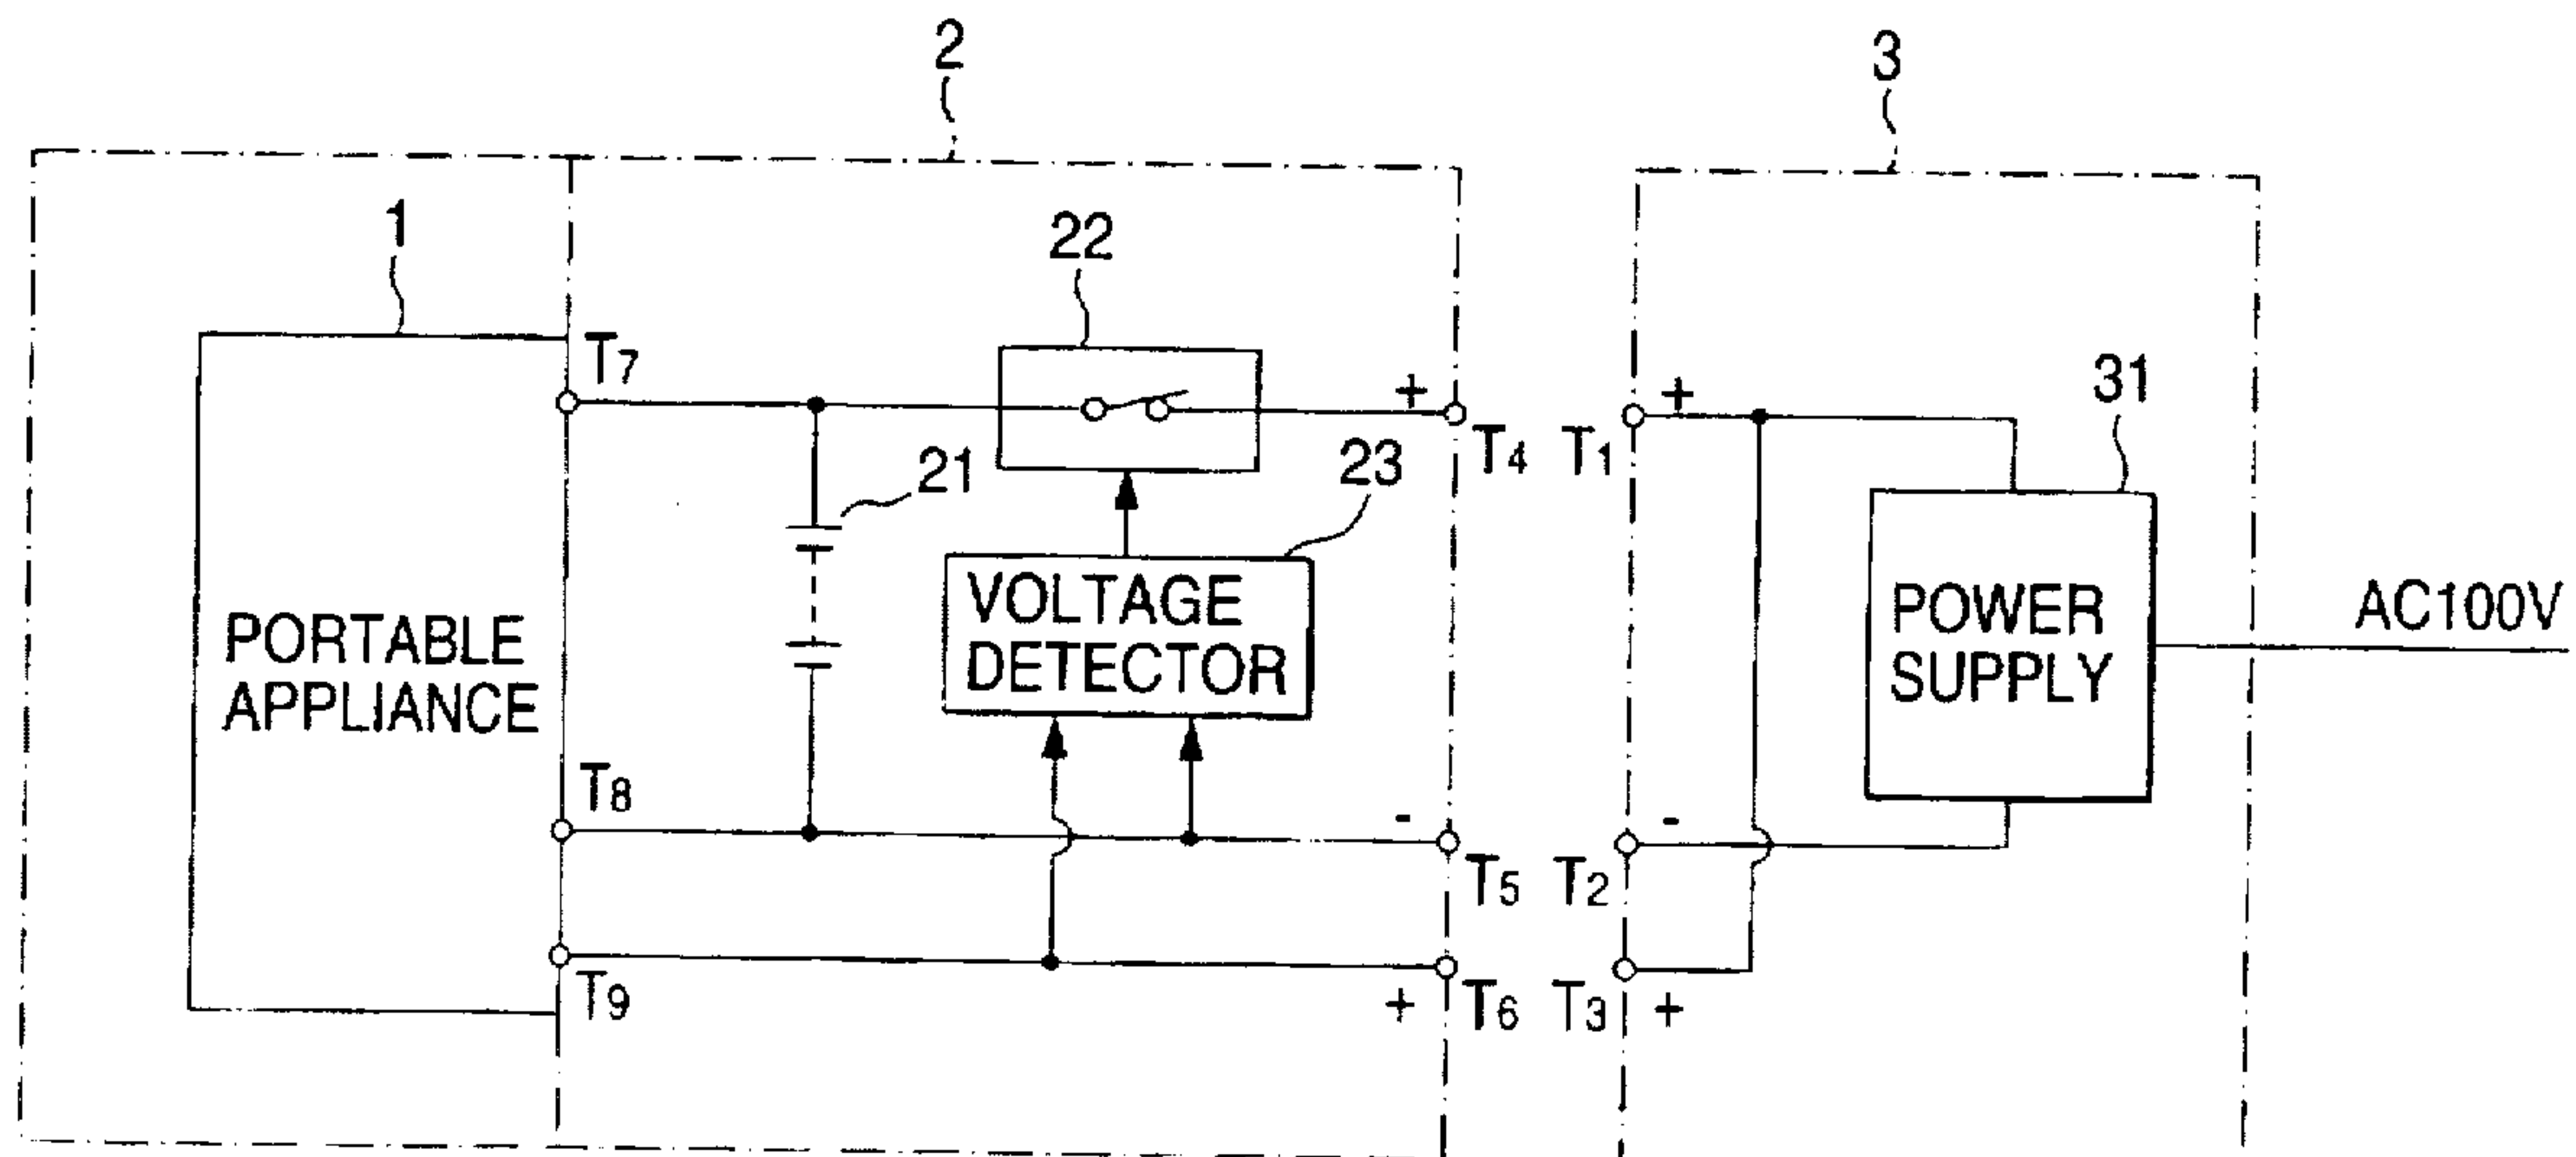 2
3
1
22
T7
+
+
31
21
23
T4
T1
VOLTAGE
DETECTOR
POWER
SUPPLY
AC100V
PORTABLE
APPLIANCE
T8
-
-
T5
T2
T9
+
T6
T3
+